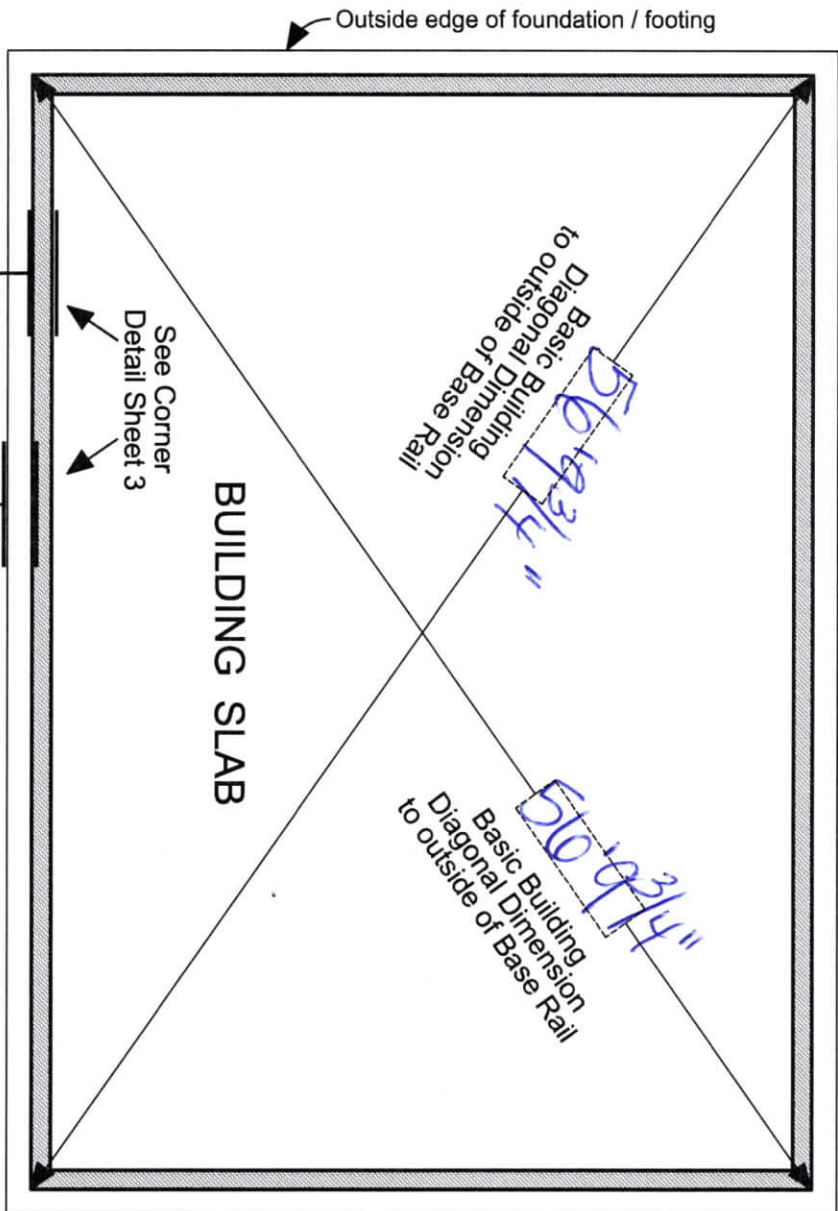 Outside edge of foundation / footing
56'9 3/4"
Basic Building
Diagonal Dimension
to outside of Base Rail
56'9 3/4"
Basic Building
Diagonal Dimension
to outside of Base Rail
See Corner
Detail Sheet 3
BUILDING SLAB